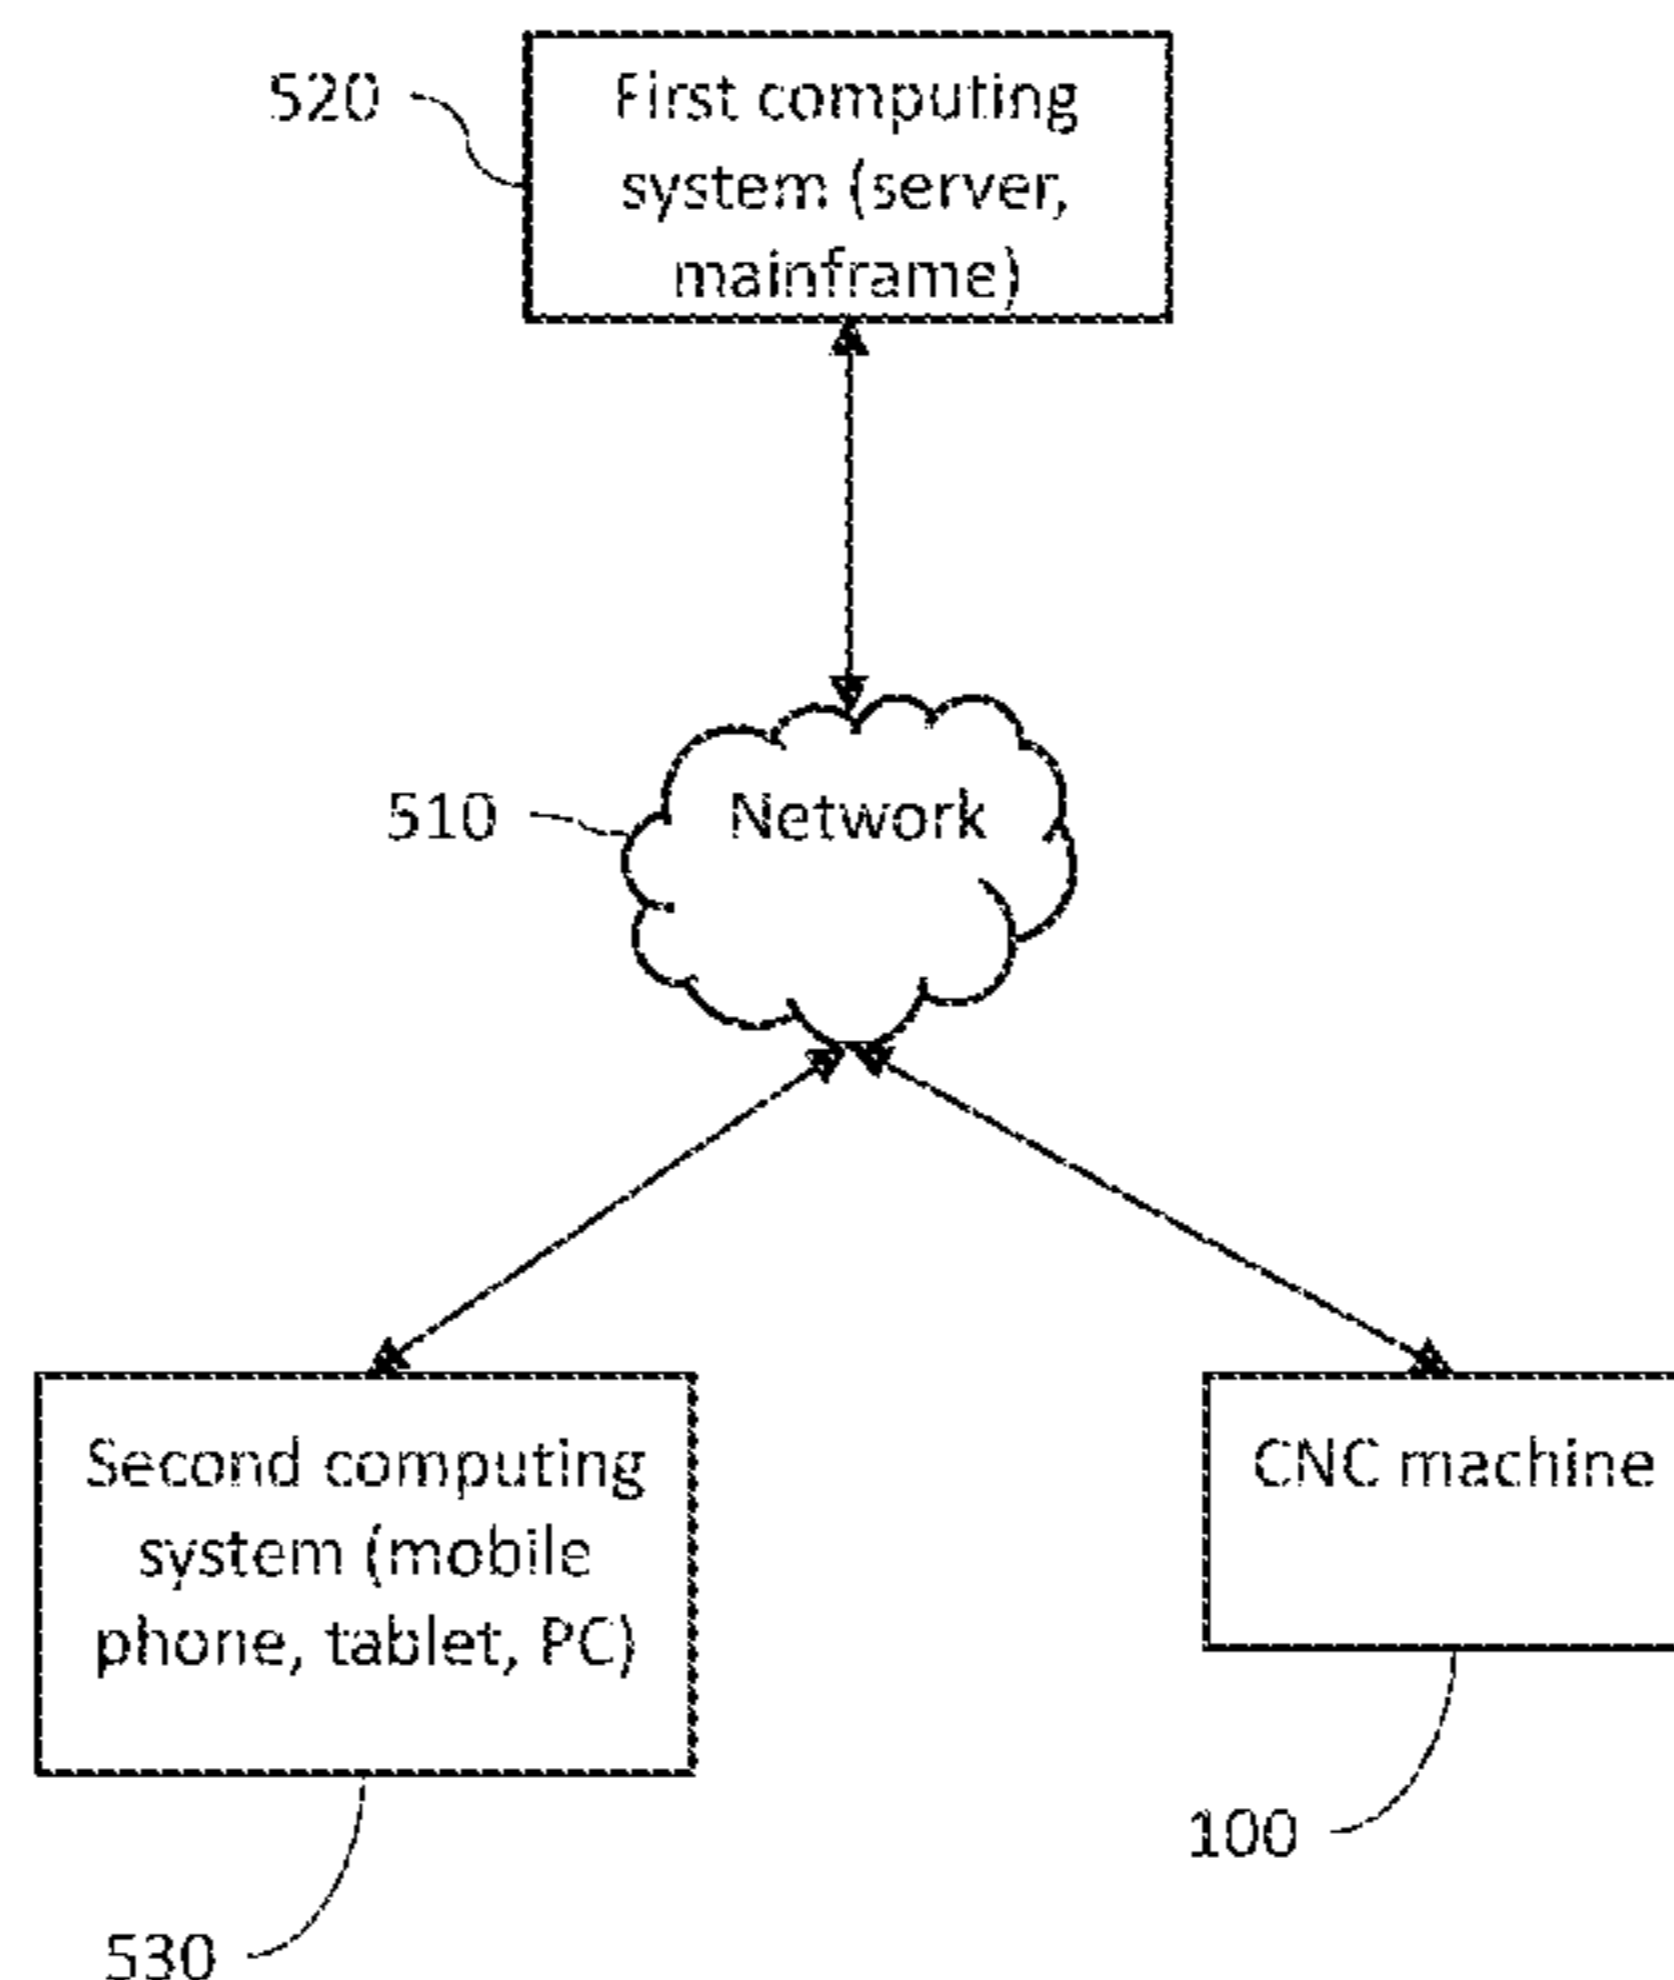 520
First computing
system (server,
mainframe)
510
Network
Second computing
system (mobile
phone, tablet, PC)
CNC machine
100
530